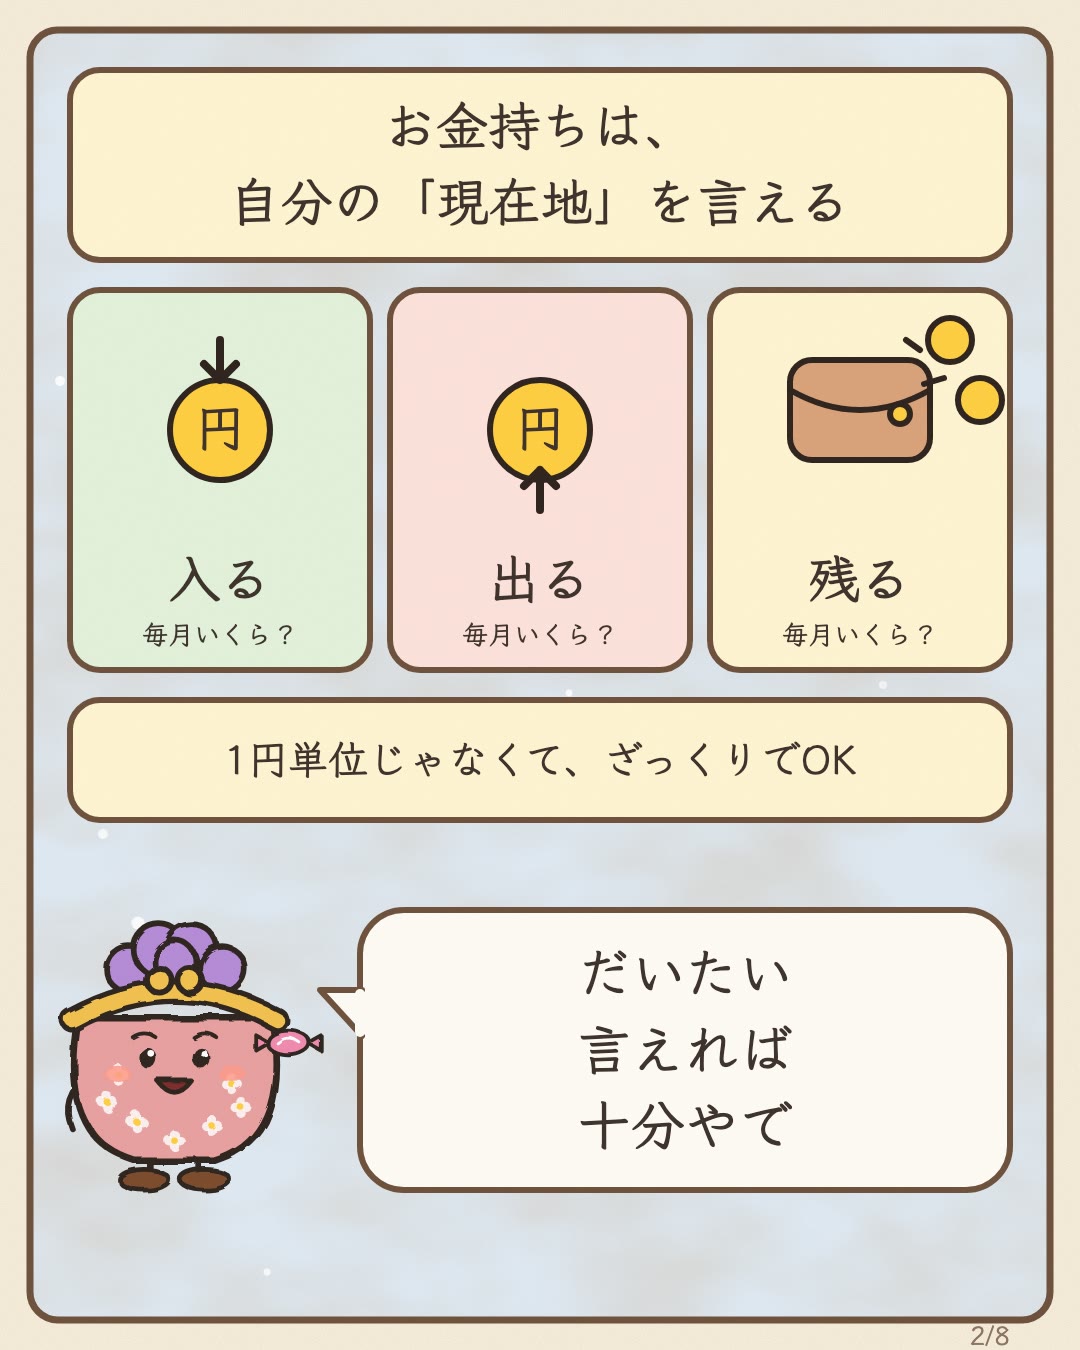 お金持ちは、
自分の「現在地」を言える
円
円
入る
出る
残る
毎月いくら？
毎月いくら？
毎月いくら？
1円単位じゃなくて、ざっくりでOK
だいたい
言えれば
十分やで
2/8